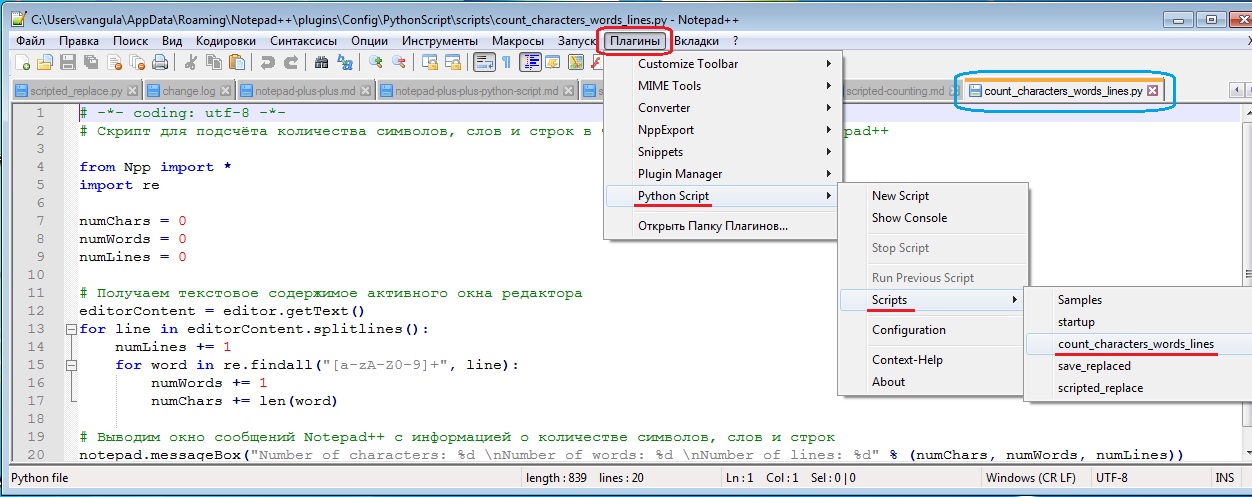 C:\Users\vangula\AppData\Roaming\Notepad++\plugins\Config\PythonScript\scripts\count_characters_words_lines.py - Notepad++
Файл Правка Поиск Вид Кодировки Синтаксисы Опции Инструменты Макросы Запуск Плагины Вкладки ?
scripted_replace.py change.log notepad-plus-plus.md notepad-plus-plus-python-script.md scripted-counting.md count_characters_words_lines.py
Customize Toolbar
MIME Tools
Converter
NppExport
Snippets
Plugin Manager
Python Script
Открыть Папку Плагинов...
New Script
Show Console
Stop Script
Run Previous Script
Scripts
Configuration
Context-Help
About
Samples
startup
count_characters_words_lines
save_replaced
scripted_replace
1 # -*- coding: utf-8 -*-
2 # Скрипт для подсчёта количества символов, слов и строк в
3
4 from Npp import *
5 import re
6
7 numChars = 0
8 numWords = 0
9 numLines = 0
10
11 # Получаем текстовое содержимое активного окна редактора
12 editorContent = editor.getText()
13 for line in editorContent.splitlines():
14 numLines += 1
15 for word in re.findall("[a-zA-Z0-9]+", line):
16 numWords += 1
17 numChars += len(word)
18
19 # Выводим окно сообщений Notepad++ с информацией о количестве символов, слов и строк
20 notepad.messageBox("Number of characters: %d \nNumber of words: %d \nNumber of lines: %d" % (numChars, numWords, numLines))
Python file length : 839 lines : 20 Ln : 1 Col : 1 Sel : 0 | 0 Windows (CR LF) UTF-8 INS